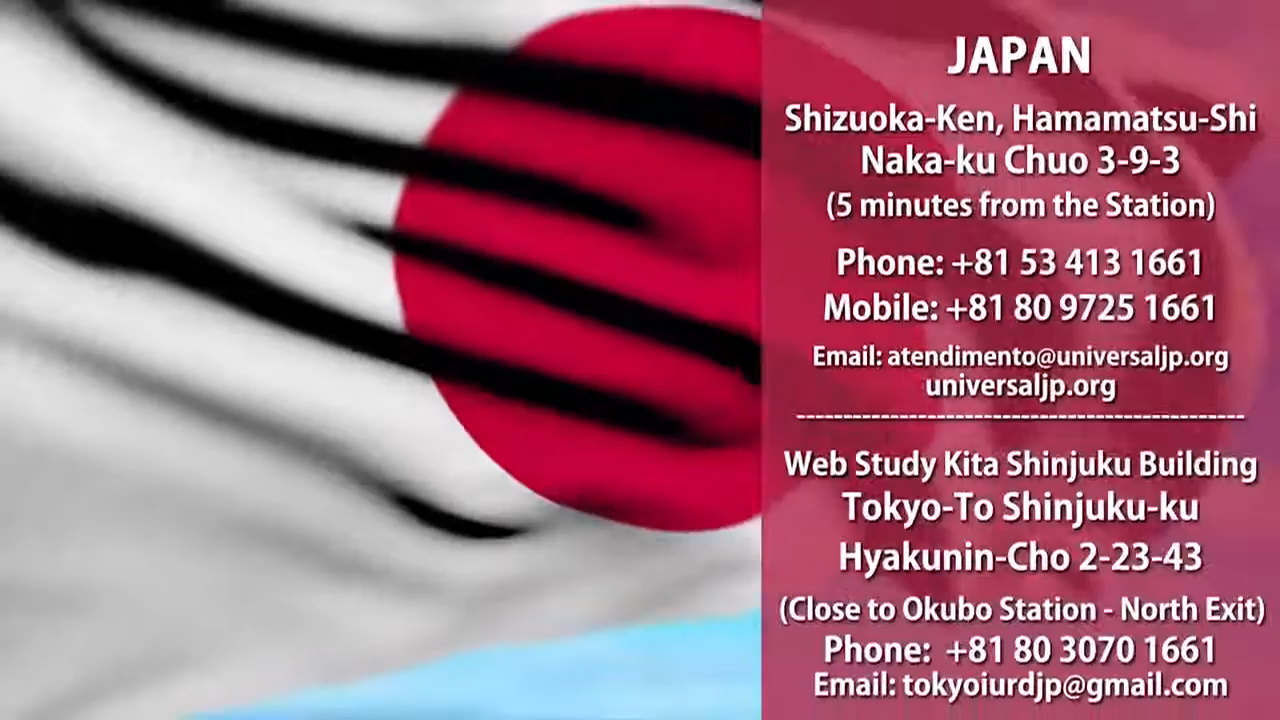 JAPAN
Shizuoka-Ken, Hamamatsu-Shi
Naka-ku Chuo 3-9-3
(5 minutes from the Station)
Phone: +81 53 413 1661
Mobile: +81 80 9725 1661
Email: atendimento@universaljp.org
universaljp.org
------------------------------------------------
Web Study Kita Shinjuku Building
Tokyo-To Shinjuku-ku
Hyakunin-Cho 2-23-43
(Close to Okubo Station - North Exit)
Phone:  +81 80 3070 1661
Email: tokyoiurdjp@gmail.com